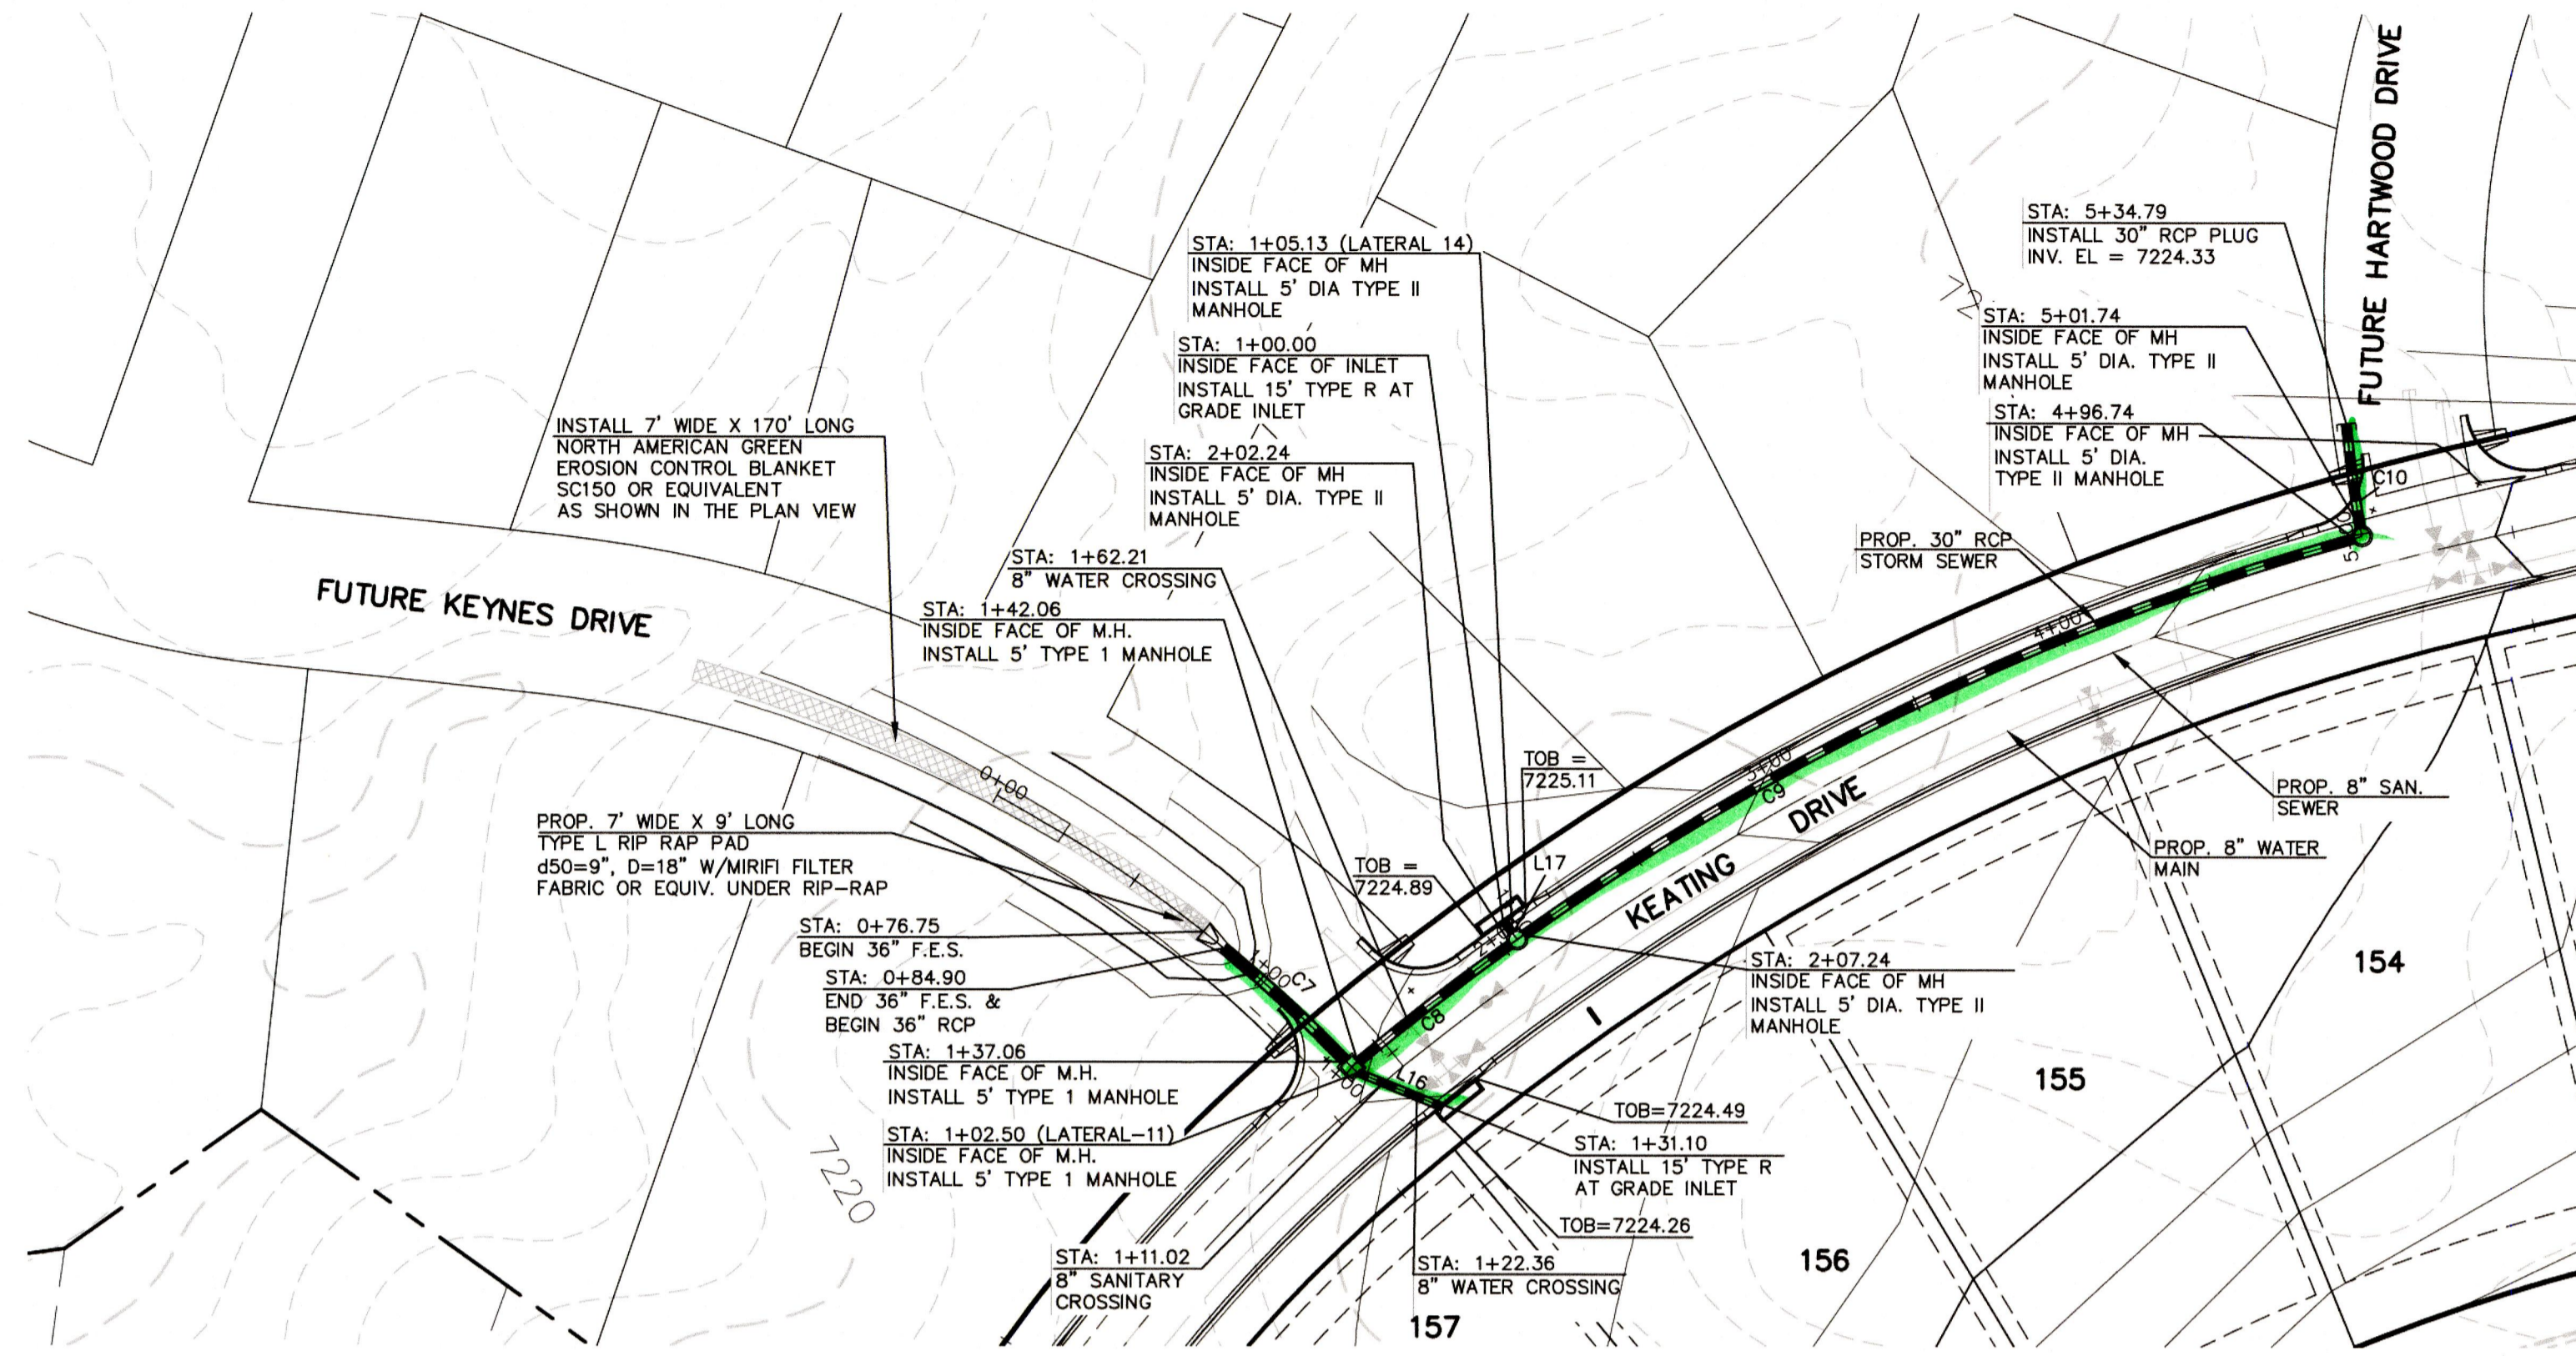 FUTURE HARTWOOD DRIVE
STA: 5+34.79
INSTALL 30" RCP PLUG
INV. EL = 7224.33
STA: 1+05.13 (LATERAL 14)
INSIDE FACE OF MH
INSTALL 5' DIA TYPE II
MANHOLE
STA: 5+01.74
INSIDE FACE OF MH
INSTALL 5' DIA. TYPE II
MANHOLE
STA: 1+00.00
INSIDE FACE OF INLET
INSTALL 15' TYPE R AT
GRADE INLET
STA: 4+96.74
INSIDE FACE OF MH
INSTALL 5' DIA.
TYPE II MANHOLE
C10
INSTALL 7' WIDE X 170' LONG
NORTH AMERICAN GREEN
EROSION CONTROL BLANKET
SC150 OR EQUIVALENT
AS SHOWN IN THE PLAN VIEW
STA: 2+02.24
INSIDE FACE OF MH
INSTALL 5' DIA. TYPE II
MANHOLE
PROP. 30" RCP
STORM SEWER
STA: 1+62.21
8" WATER CROSSING
FUTURE KEYNES DRIVE
STA: 1+42.06
INSIDE FACE OF M.H.
INSTALL 5' TYPE 1 MANHOLE
4+00
3+00
C9
0+00
TOB =
7225.11
KEATING DRIVE
PROP. 8" SAN.
SEWER
PROP. 8" WATER
MAIN
PROP. 7' WIDE X 9' LONG
TYPE L RIP RAP PAD
d50=9", D=18" W/MIRIFI FILTER
FABRIC OR EQUIV. UNDER RIP-RAP
TOB =
7224.89
L17
STA: 0+76.75
BEGIN 36" F.E.S.
STA: 0+84.90
END 36" F.E.S. &
BEGIN 36" RCP
1+00
C7
C8
STA: 2+07.24
INSIDE FACE OF MH
INSTALL 5' DIA. TYPE II
MANHOLE
154
STA: 1+37.06
INSIDE FACE OF M.H.
INSTALL 5' TYPE 1 MANHOLE
1+00
L16
155
TOB=7224.49
STA: 1+02.50 (LATERAL-11)
INSIDE FACE OF M.H.
INSTALL 5' TYPE 1 MANHOLE
STA: 1+31.10
INSTALL 15' TYPE R
AT GRADE INLET
7220
TOB=7224.26
STA: 1+11.02
8" SANITARY
CROSSING
STA: 1+22.36
8" WATER CROSSING
156
157